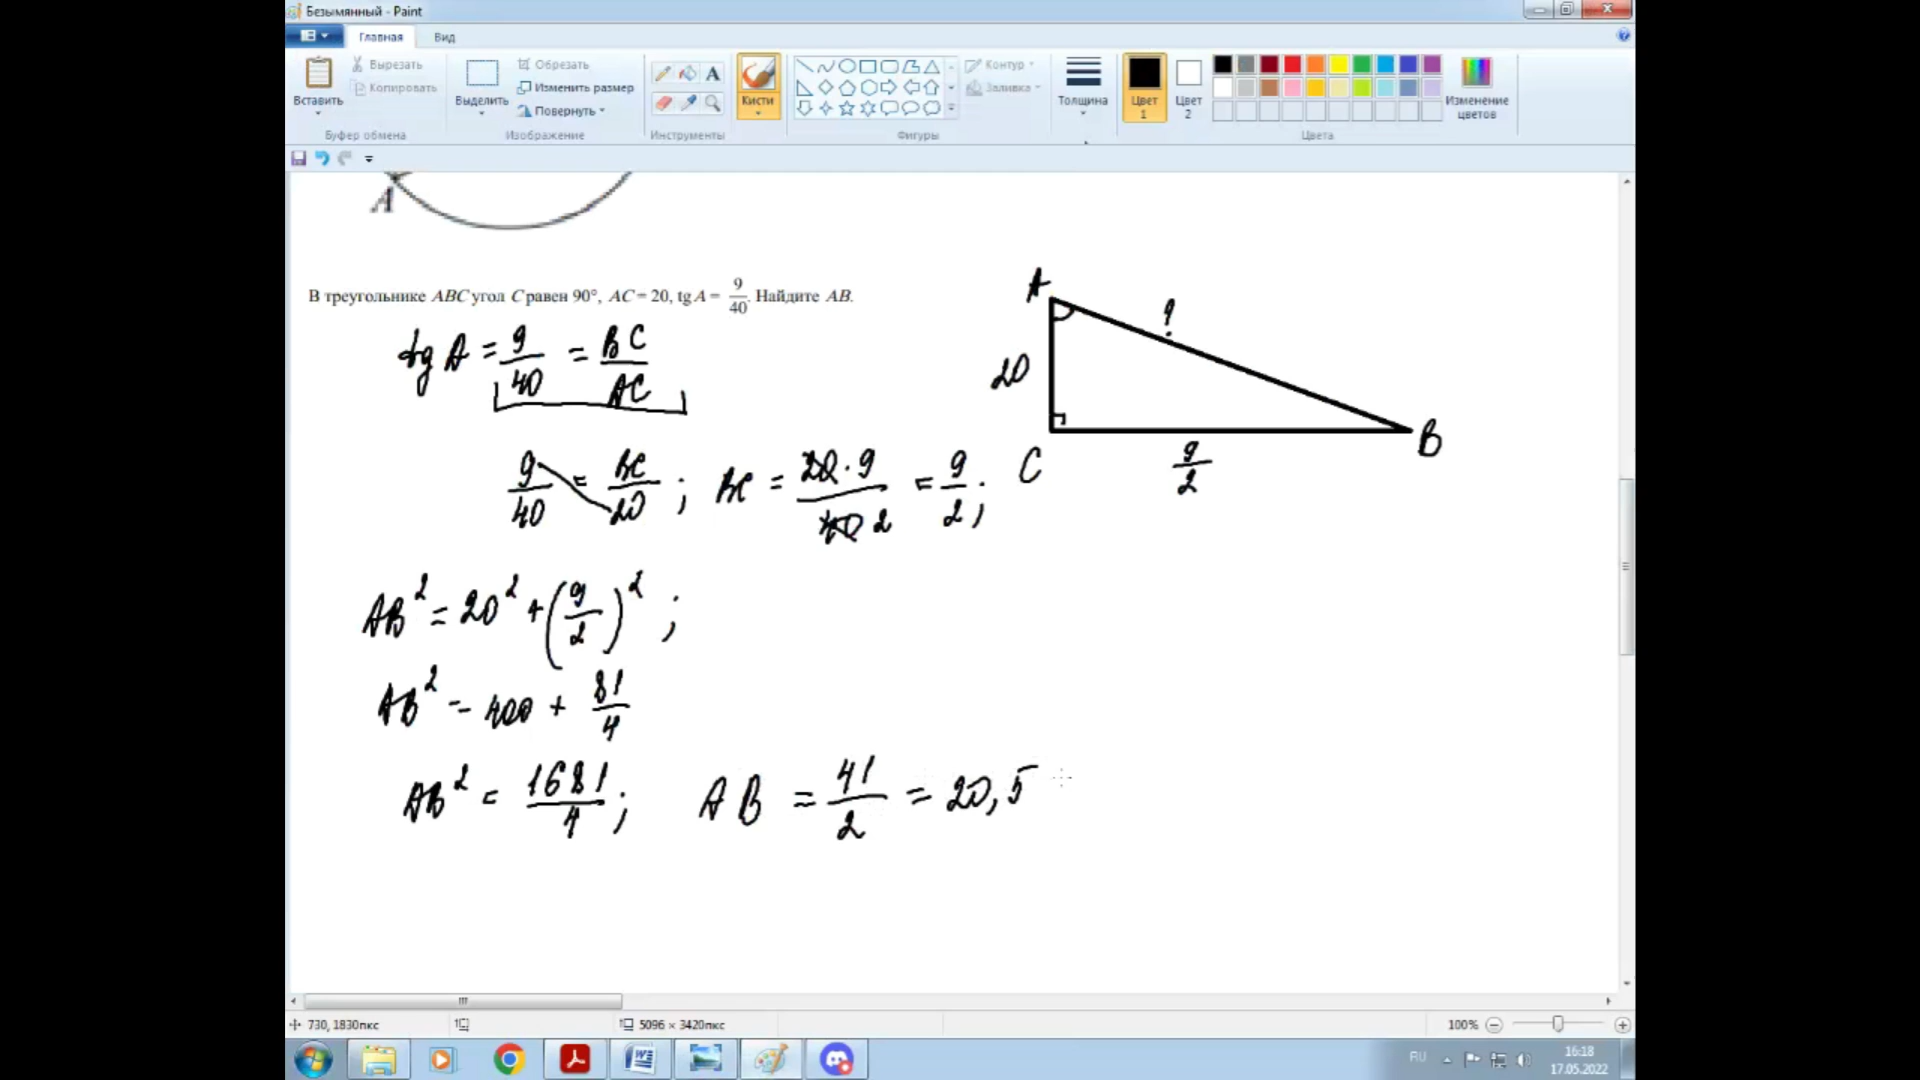 Безымянный - Paint
Главная Вид
Вставить
Вырезать
Копировать
Буфер обмена
Выделить
Обрезать
Изменить размер
Повернуть
Изображение
A
Инструменты
Кисти
Контур
Заливка
Фигуры
Толщина
Цвет 1
Цвет 2
Изменение цветов
Цвета
A
В треугольнике ABC угол C равен 90°, AC = 20, tg A = 9/40. Найдите AB.
tg A = 9/40 = BC/AC
9/40 = BC/20 ; BC = 20·9/40 2 = 9/2 ;
A
?
20
C
9/2
B
AB² = 20² + (9/2)² ;
AB² = 400 + 81/4
AB² = 1681/4 ; AB = 41/2 = 20,5
730, 1830пкс
5096 × 3420пкс
100%
RU
16:18
17.05.2022